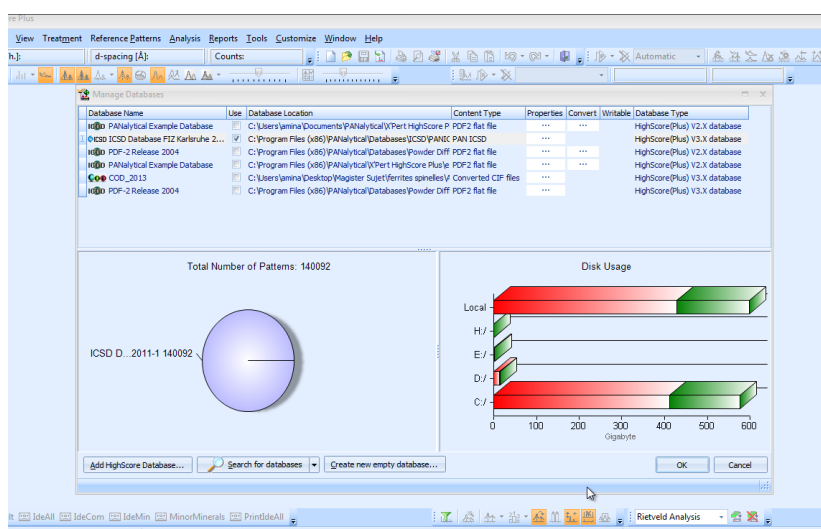 re Plus
View Treatment Reference Patterns Analysis Reports Tools Customize Window Help
h.]: d-spacing [Å]: Counts: Automatic
Manage Databases
Database Name Use Database Location Content Type Properties Convert Writable Database Type
PANalytical Example Database C:\Users\amina\Documents\PANalytical\X'Pert HighScore P PDF2 flat file ... ... HighScore(Plus) V2.X database
ICSD ICSD Database FIZ Karlsruhe 2... C:\Program Files (x86)\PANalytical\Databases\ICSD\PANIC PAN ICSD HighScore(Plus) V3.X database
PDF-2 Release 2004 C:\Program Files (x86)\PANalytical\Databases\Powder Diff PDF2 flat file ... ... HighScore(Plus) V2.X database
PANalytical Example Database C:\Program Files (x86)\PANalytical\X'Pert HighScore Plus\e PDF2 flat file ... ... HighScore(Plus) V2.X database
COD COD_2013 C:\Users\amina\Desktop\Magister Sujet\ferrites spinelles\ Converted CIF files ... HighScore(Plus) V3.X database
PDF-2 Release 2004 C:\Program Files (x86)\PANalytical\Databases\Powder Diff PDF2 flat file ... HighScore(Plus) V3.X database
Total Number of Patterns: 140092
ICSD D...2011-1 140092
Disk Usage
Local
H:/
E:/
D:/
C:/
0 100 200 300 400 500 600
Gigabyte
Add HighScore Database... Search for databases Create new empty database... OK Cancel
lt IdeAll IdeCom IdeMin MinorMinerals PrintIdeAll Rietveld Analysis